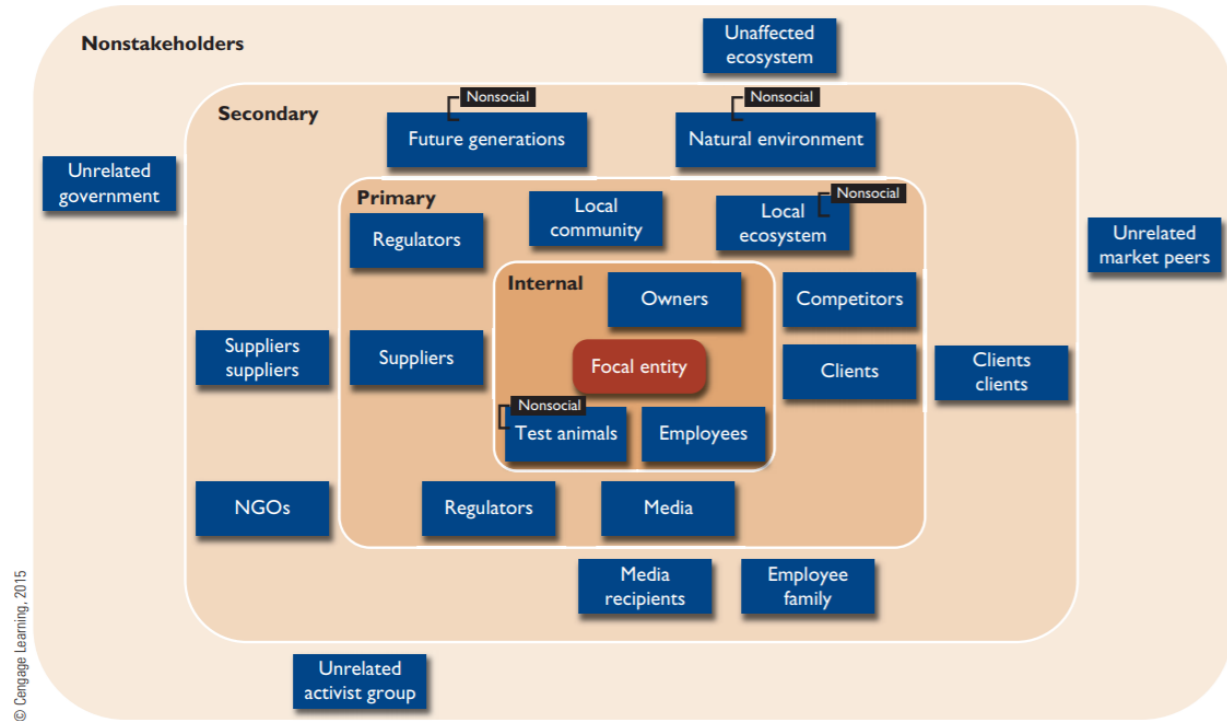 Nonstakeholders
Unaffected
ecosystem
Secondary
Nonsocial
Future generations
Nonsocial
Natural environment
Unrelated
government
Primary
Regulators
Local
community
Nonsocial
Local
ecosystem
Unrelated
market peers
Internal
Owners
Competitors
Suppliers
suppliers
Suppliers
Focal entity
Clients
Clients
clients
Nonsocial
Test animals
Employees
NGOs
Regulators
Media
Media
recipients
Employee
family
Unrelated
activist group
© Cengage Learning, 2015